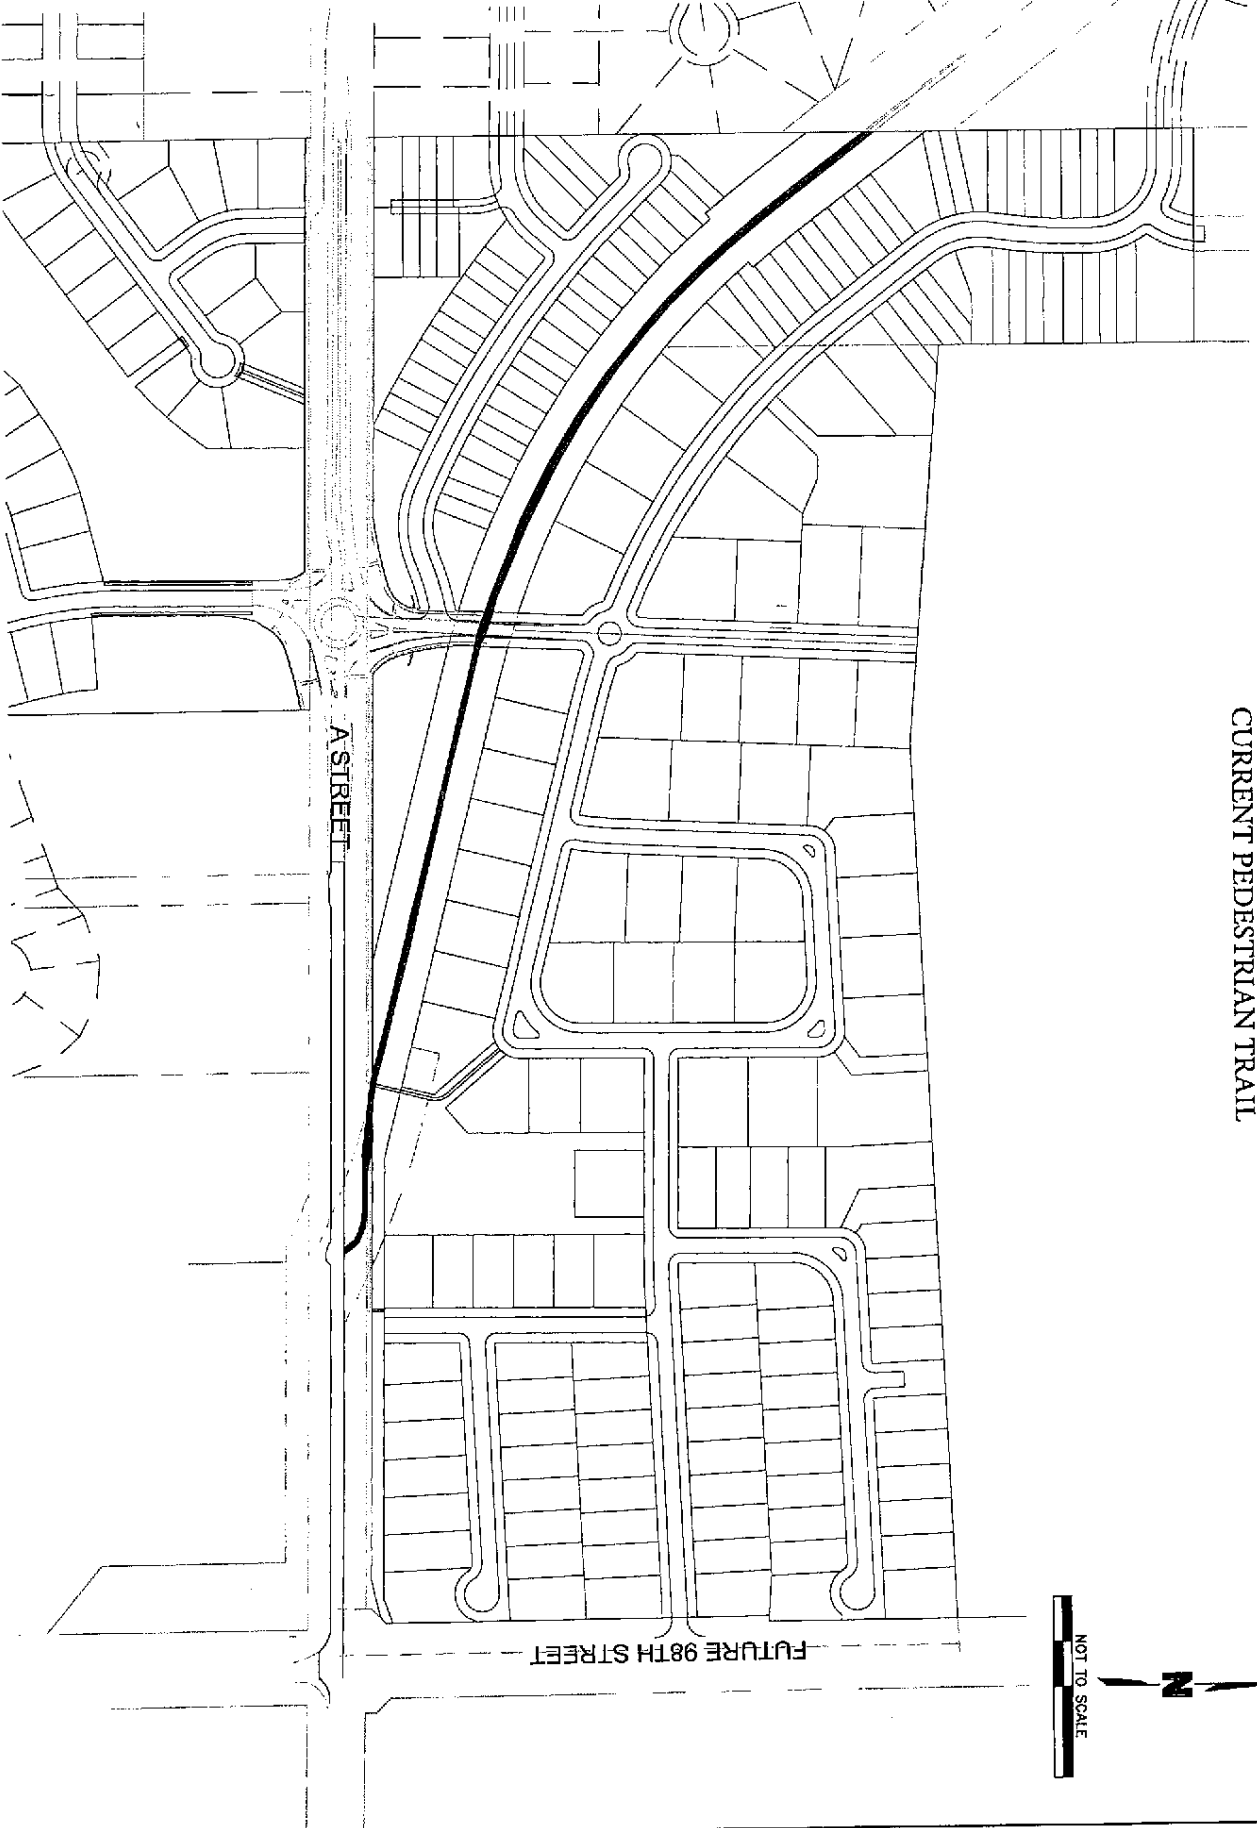 CURRENT PEDESTRIAN TRAIL
A STREET
FUTURE 98TH STREET
NOT TO SCALE
N